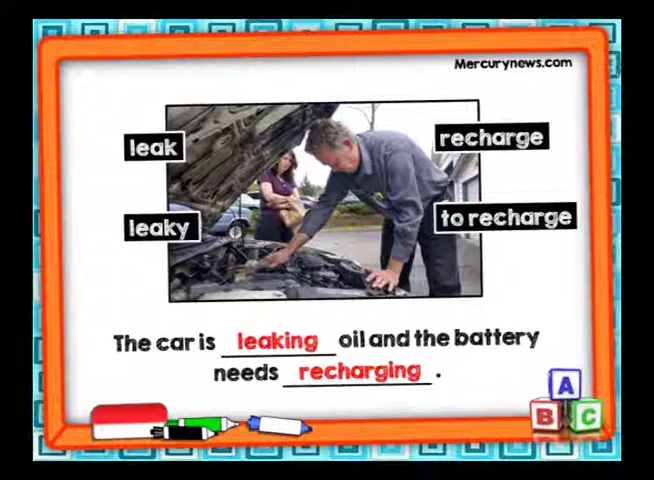 Mercurynews.com
leak
recharge
leaky
to recharge
The car is leaking oil and the battery
needs recharging .
A
B C